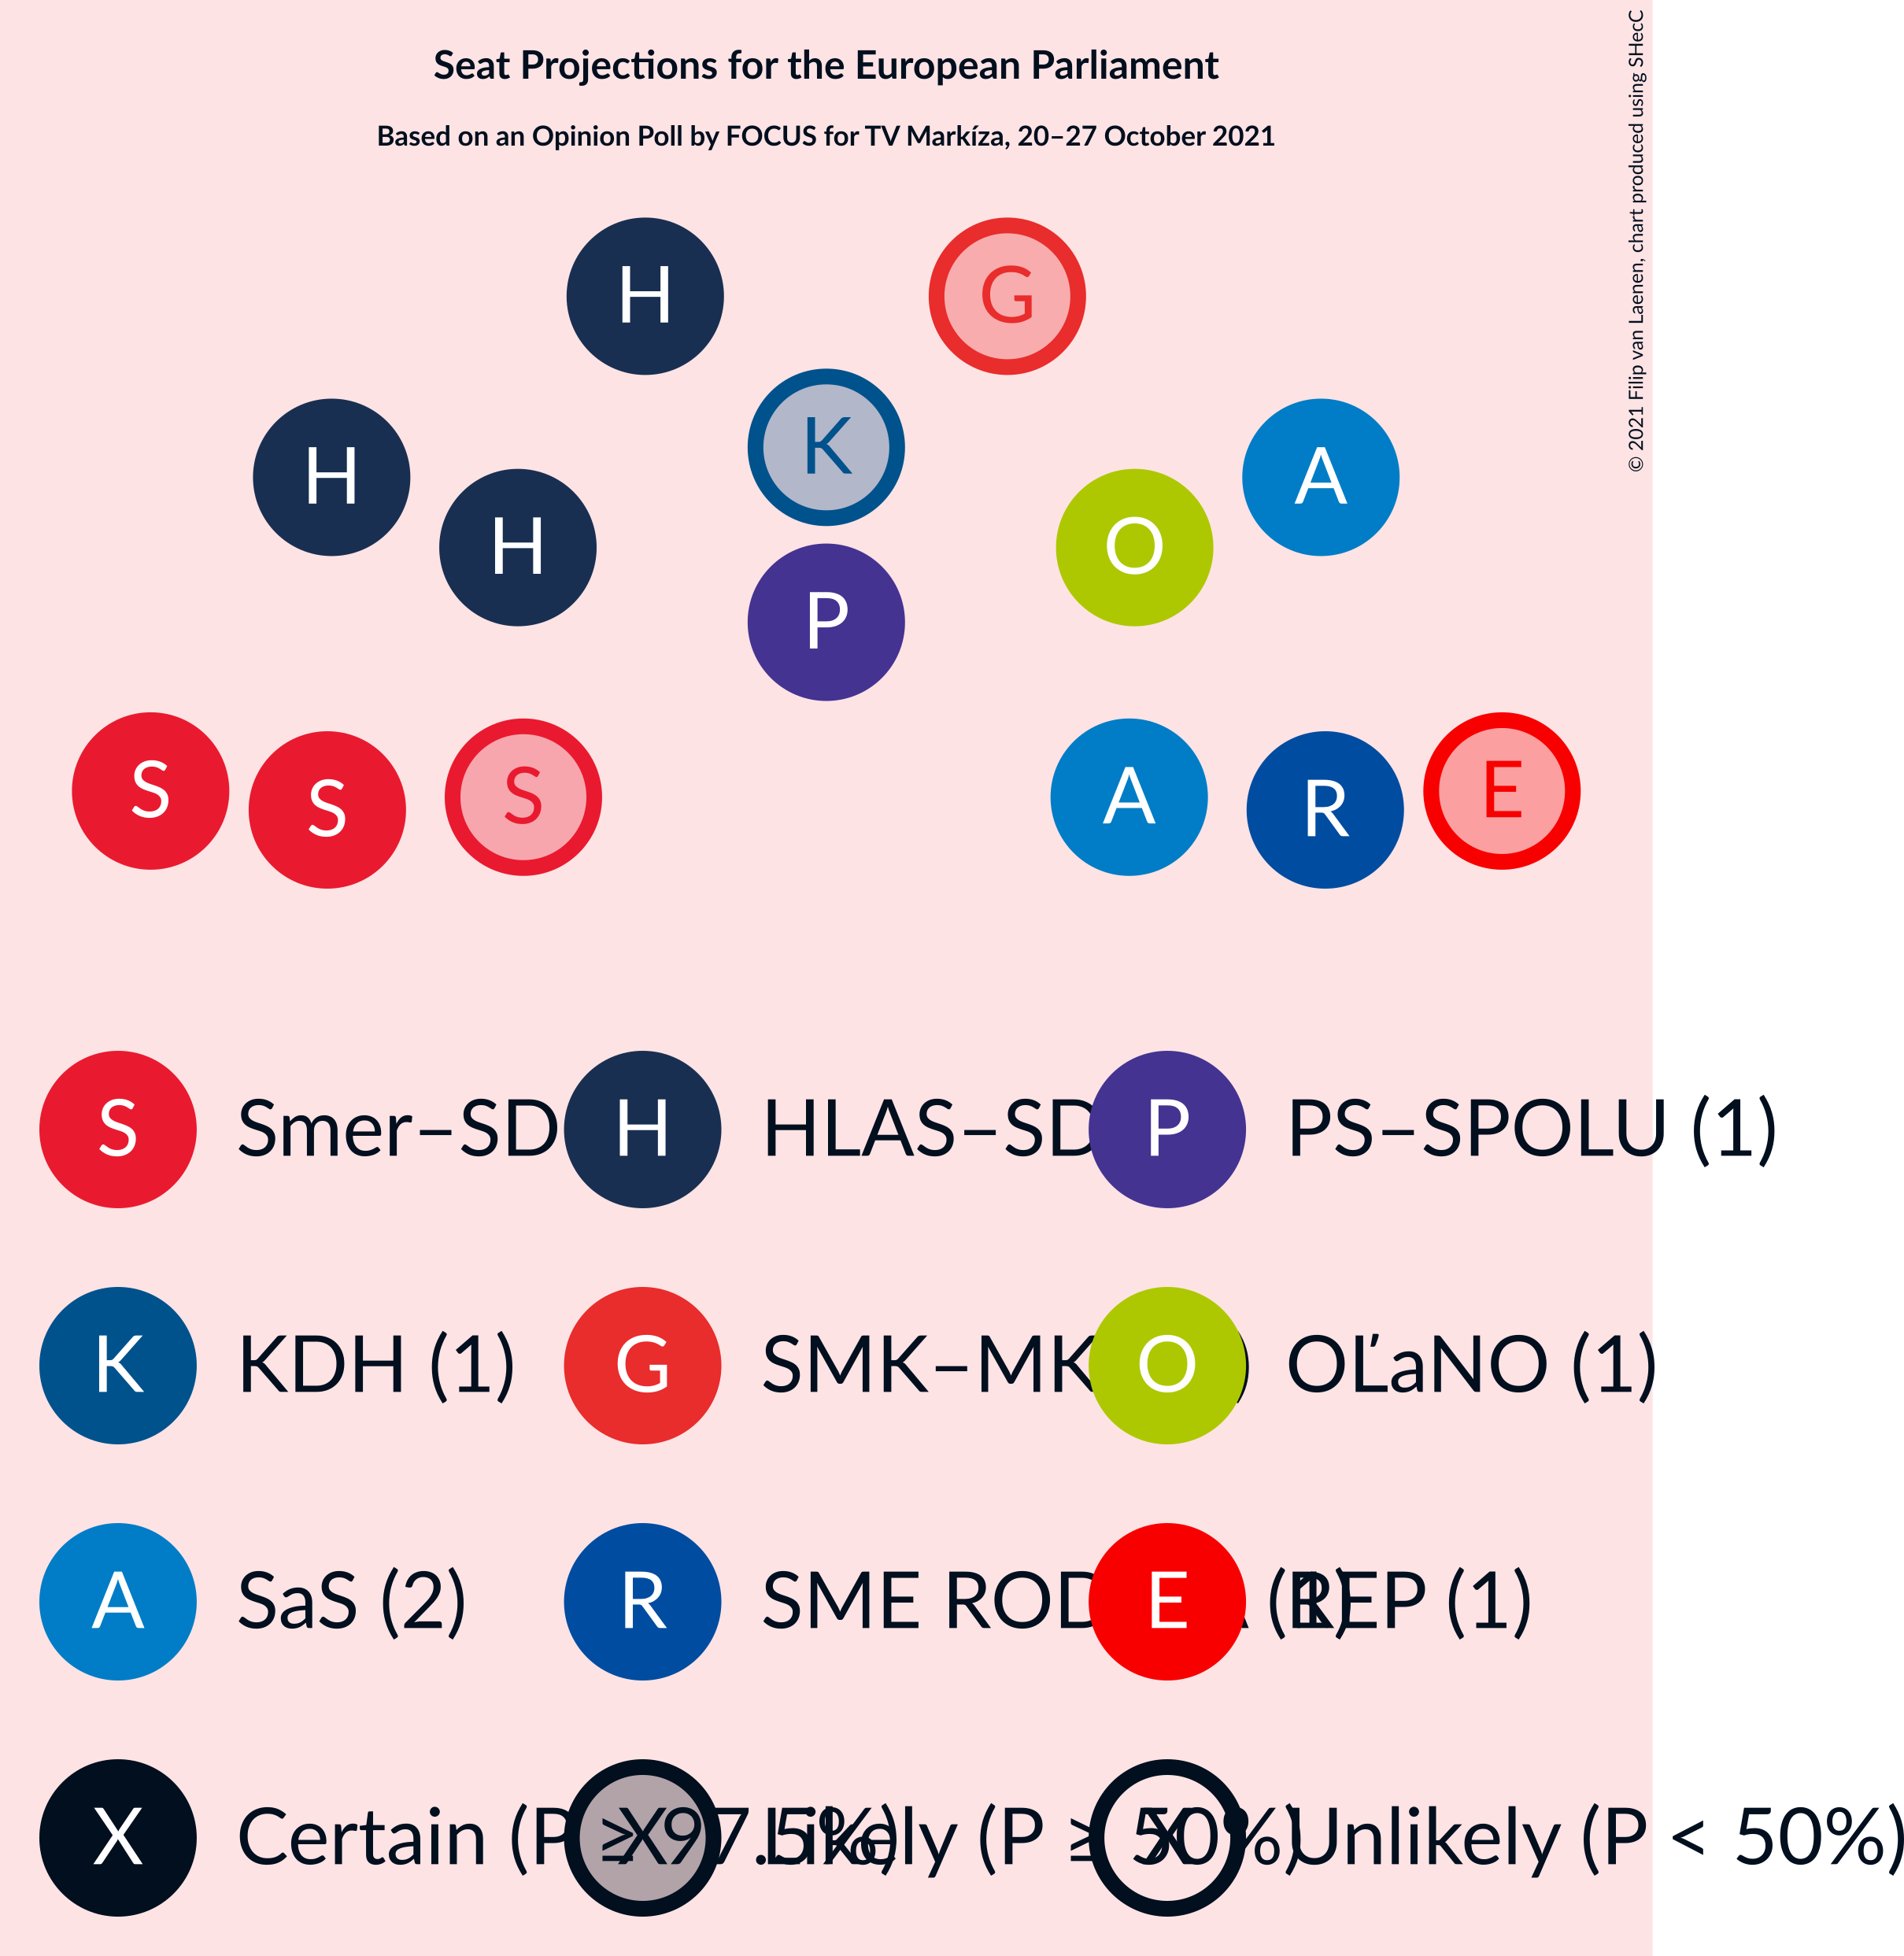 Seat Projections for the European Parliament
Based on an Opinion Poll by FOCUS for TV Markíza, 20–27 October 2021
© 2021 Filip van Laenen, chart produced using SHecC
H G
K
H A
H O
P
S S S A R E
S Smer–SD H HLAS–SD P PS–SPOLU (1)
K KDH (1) G SMK–MK O OĽaNO (1)
A SaS (2) R SME E REP (1)
X Certain (P ≥ 97.5%) X Likely (P ≥ 50%) X Unlikely (P < 50%)